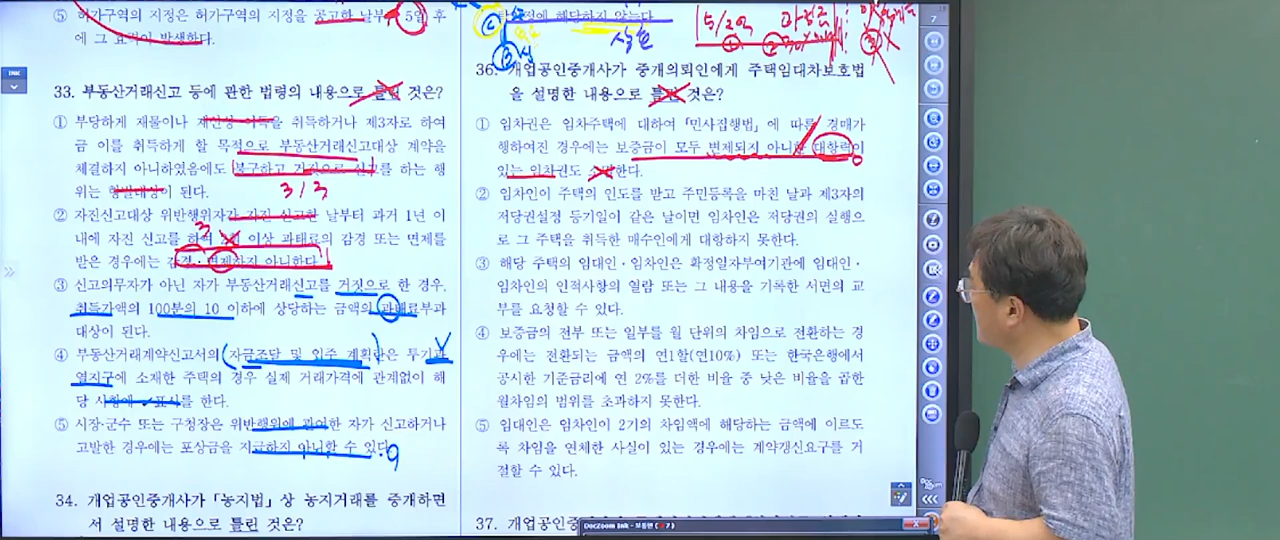 ⑤ 허가구역의 지정은 허가구역의 지정을 공고한 날부터 5일 후
에 그 효력이 발생한다.
33. 부동산거래신고 등에 관한 법령의 내용으로 틀린 것은?
① 부당하게 재물이나 재산상 이득을 취득하거나 제3자로 하여
금 이를 취득하게 할 목적으로 부동산거래신고대상 계약을
체결하지 아니하였음에도 불구하고 거짓으로 신고를 하는 행
위는 형벌대상이 된다.
3 / 3
② 자진신고대상 위반행위자가 자진 신고한 날부터 과거 1년 이
내에 자진 신고를 하여 3회 이상 과태료의 감경 또는 면제를
받은 경우에는 감경·면제하지 아니한다.
③ 신고의무자가 아닌 자가 부동산거래신고를 거짓으로 한 경우,
취득가액의 100분의 10 이하에 상당하는 금액의 과태료부과
대상이 된다.
④ 부동산거래계약신고서의 (자금조달 및 입주 계획)란은 투기과
열지구에 소재한 주택의 경우 실제 거래가격에 관계없이 해
당 사항에 ✓표시를 한다.
⑤ 시장·군수 또는 구청장은 위반행위에 관여한 자가 신고하거나
고발한 경우에는 포상금을 지급하지 아니할 수 있다.
34. 개업공인중개사가 「농지법」상 농지거래를 중개하면
서 설명한 내용으로 틀린 것은?
해당하지 않는다.
36. 개업공인중개사가 중개의뢰인에게 주택임대차보호법
을 설명한 내용으로 틀린 것은?
① 임차권은 임차주택에 대하여 「민사집행법」에 따른 경매가
행하여진 경우에는 보증금이 모두 변제되지 아니한 대항력이
있는 임차권도 소멸한다.
② 임차인이 주택의 인도를 받고 주민등록을 마친 날과 제3자의
저당권설정 등기일이 같은 날이면 임차인은 저당권의 실행으
로 그 주택을 취득한 매수인에게 대항하지 못한다.
③ 해당 주택의 임대인·임차인은 확정일자부여기관에 임대인·
임차인의 인적사항의 열람 또는 그 내용을 기록한 서면의 교
부를 요청할 수 있다.
④ 보증금의 전부 또는 일부를 월 단위의 차임으로 전환하는 경
우에는 전환되는 금액의 연1할(연10%) 또는 한국은행에서
공시한 기준금리에 연 2%를 더한 비율 중 낮은 비율을 곱한
월차임의 범위를 초과하지 못한다.
⑤ 임대인은 임차인이 2기의 차임액에 해당하는 금액에 이르도
록 차임을 연체한 사실이 있는 경우에는 계약갱신요구를 거
절할 수 있다.
37. 개업공인중
DocZoom Ink - 보통펜 ( 7 )
INK
7